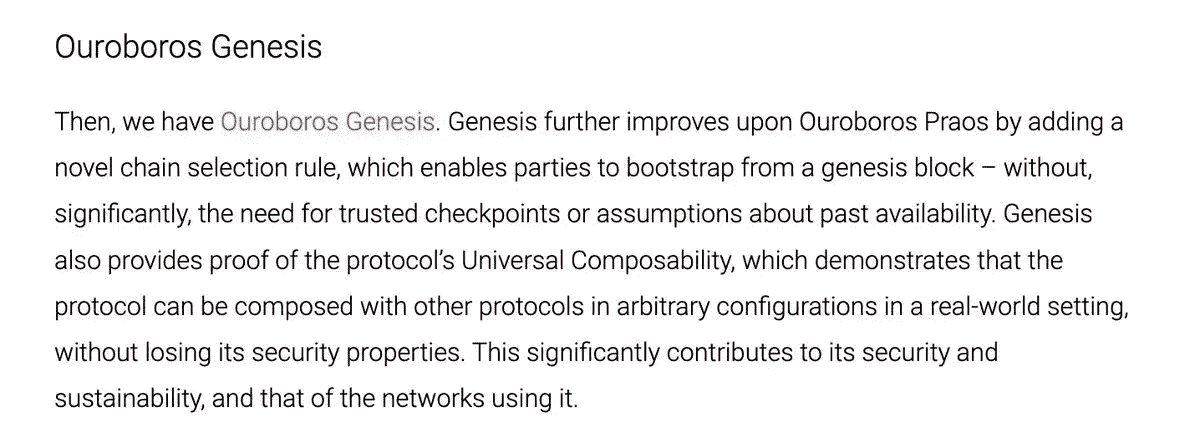 Ouroboros Genesis
Then, we have Ouroboros Genesis. Genesis further improves upon Ouroboros Praos by adding a
novel chain selection rule, which enables parties to bootstrap from a genesis block – without,
significantly, the need for trusted checkpoints or assumptions about past availability. Genesis
also provides proof of the protocol’s Universal Composability, which demonstrates that the
protocol can be composed with other protocols in arbitrary configurations in a real-world setting,
without losing its security properties. This significantly contributes to its security and
sustainability, and that of the networks using it.